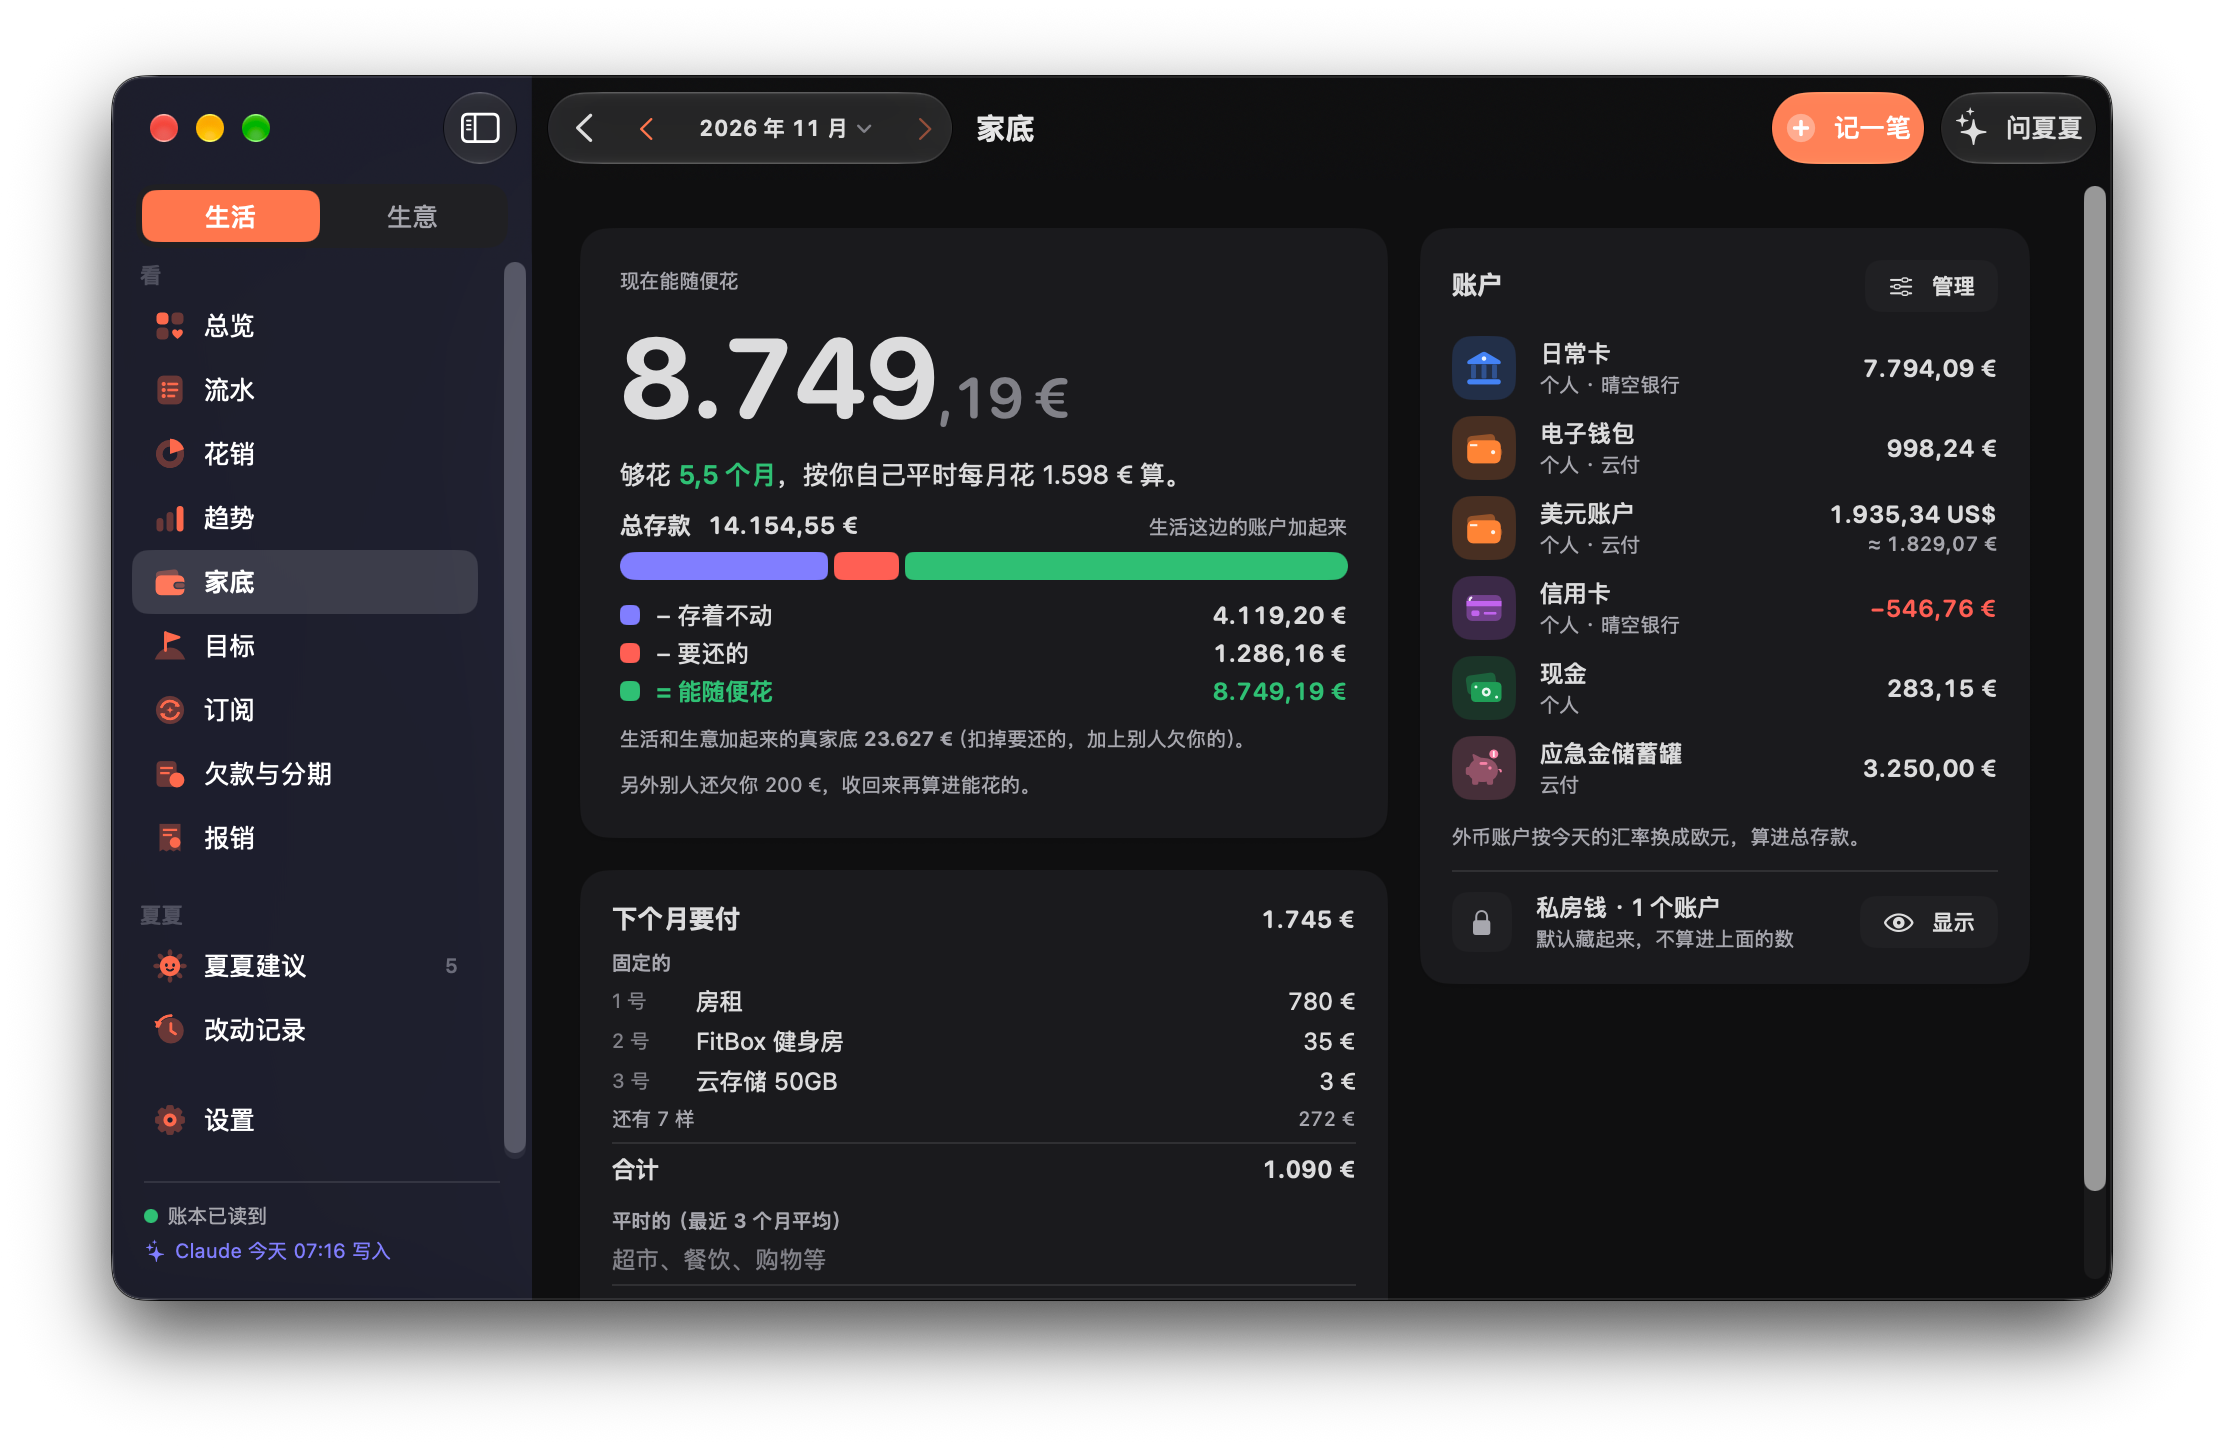 生活
生意
看
总览
流水
花销
趋势
家底
目标
订阅
欠款与分期
报销
夏夏
夏夏建议 5
改动记录
设置
账本已读到
Claude 今天 07:16 写入
2026 年 11 月
家底
记一笔
问夏夏
现在能随便花
8.749,19 €
够花 5,5 个月，按你自己平时每月花 1.598 € 算。
总存款 14.154,55 € 生活这边的账户加起来
– 存着不动 4.119,20 €
– 要还的 1.286,16 €
= 能随便花 8.749,19 €
生活和生意加起来的真家底 23.627 € (扣掉要还的，加上别人欠你的)。
另外别人还欠你 200 €，收回来再算进能花的。
下个月要付 1.745 €
固定的
1 号 房租 780 €
2 号 FitBox 健身房 35 €
3 号 云存储 50GB 3 €
还有 7 样 272 €
合计 1.090 €
平时的 (最近 3 个月平均)
超市、餐饮、购物等
账户
管理
日常卡 7.794,09 €
个人 · 晴空银行
电子钱包 998,24 €
个人 · 云付
美元账户 1.935,34 US$
个人 · 云付 ≈ 1.829,07 €
信用卡 −546,76 €
个人 · 晴空银行
现金 283,15 €
个人
应急金储蓄罐 3.250,00 €
云付
外币账户按今天的汇率换成欧元，算进总存款。
私房钱 · 1 个账户
默认藏起来，不算进上面的数
显示